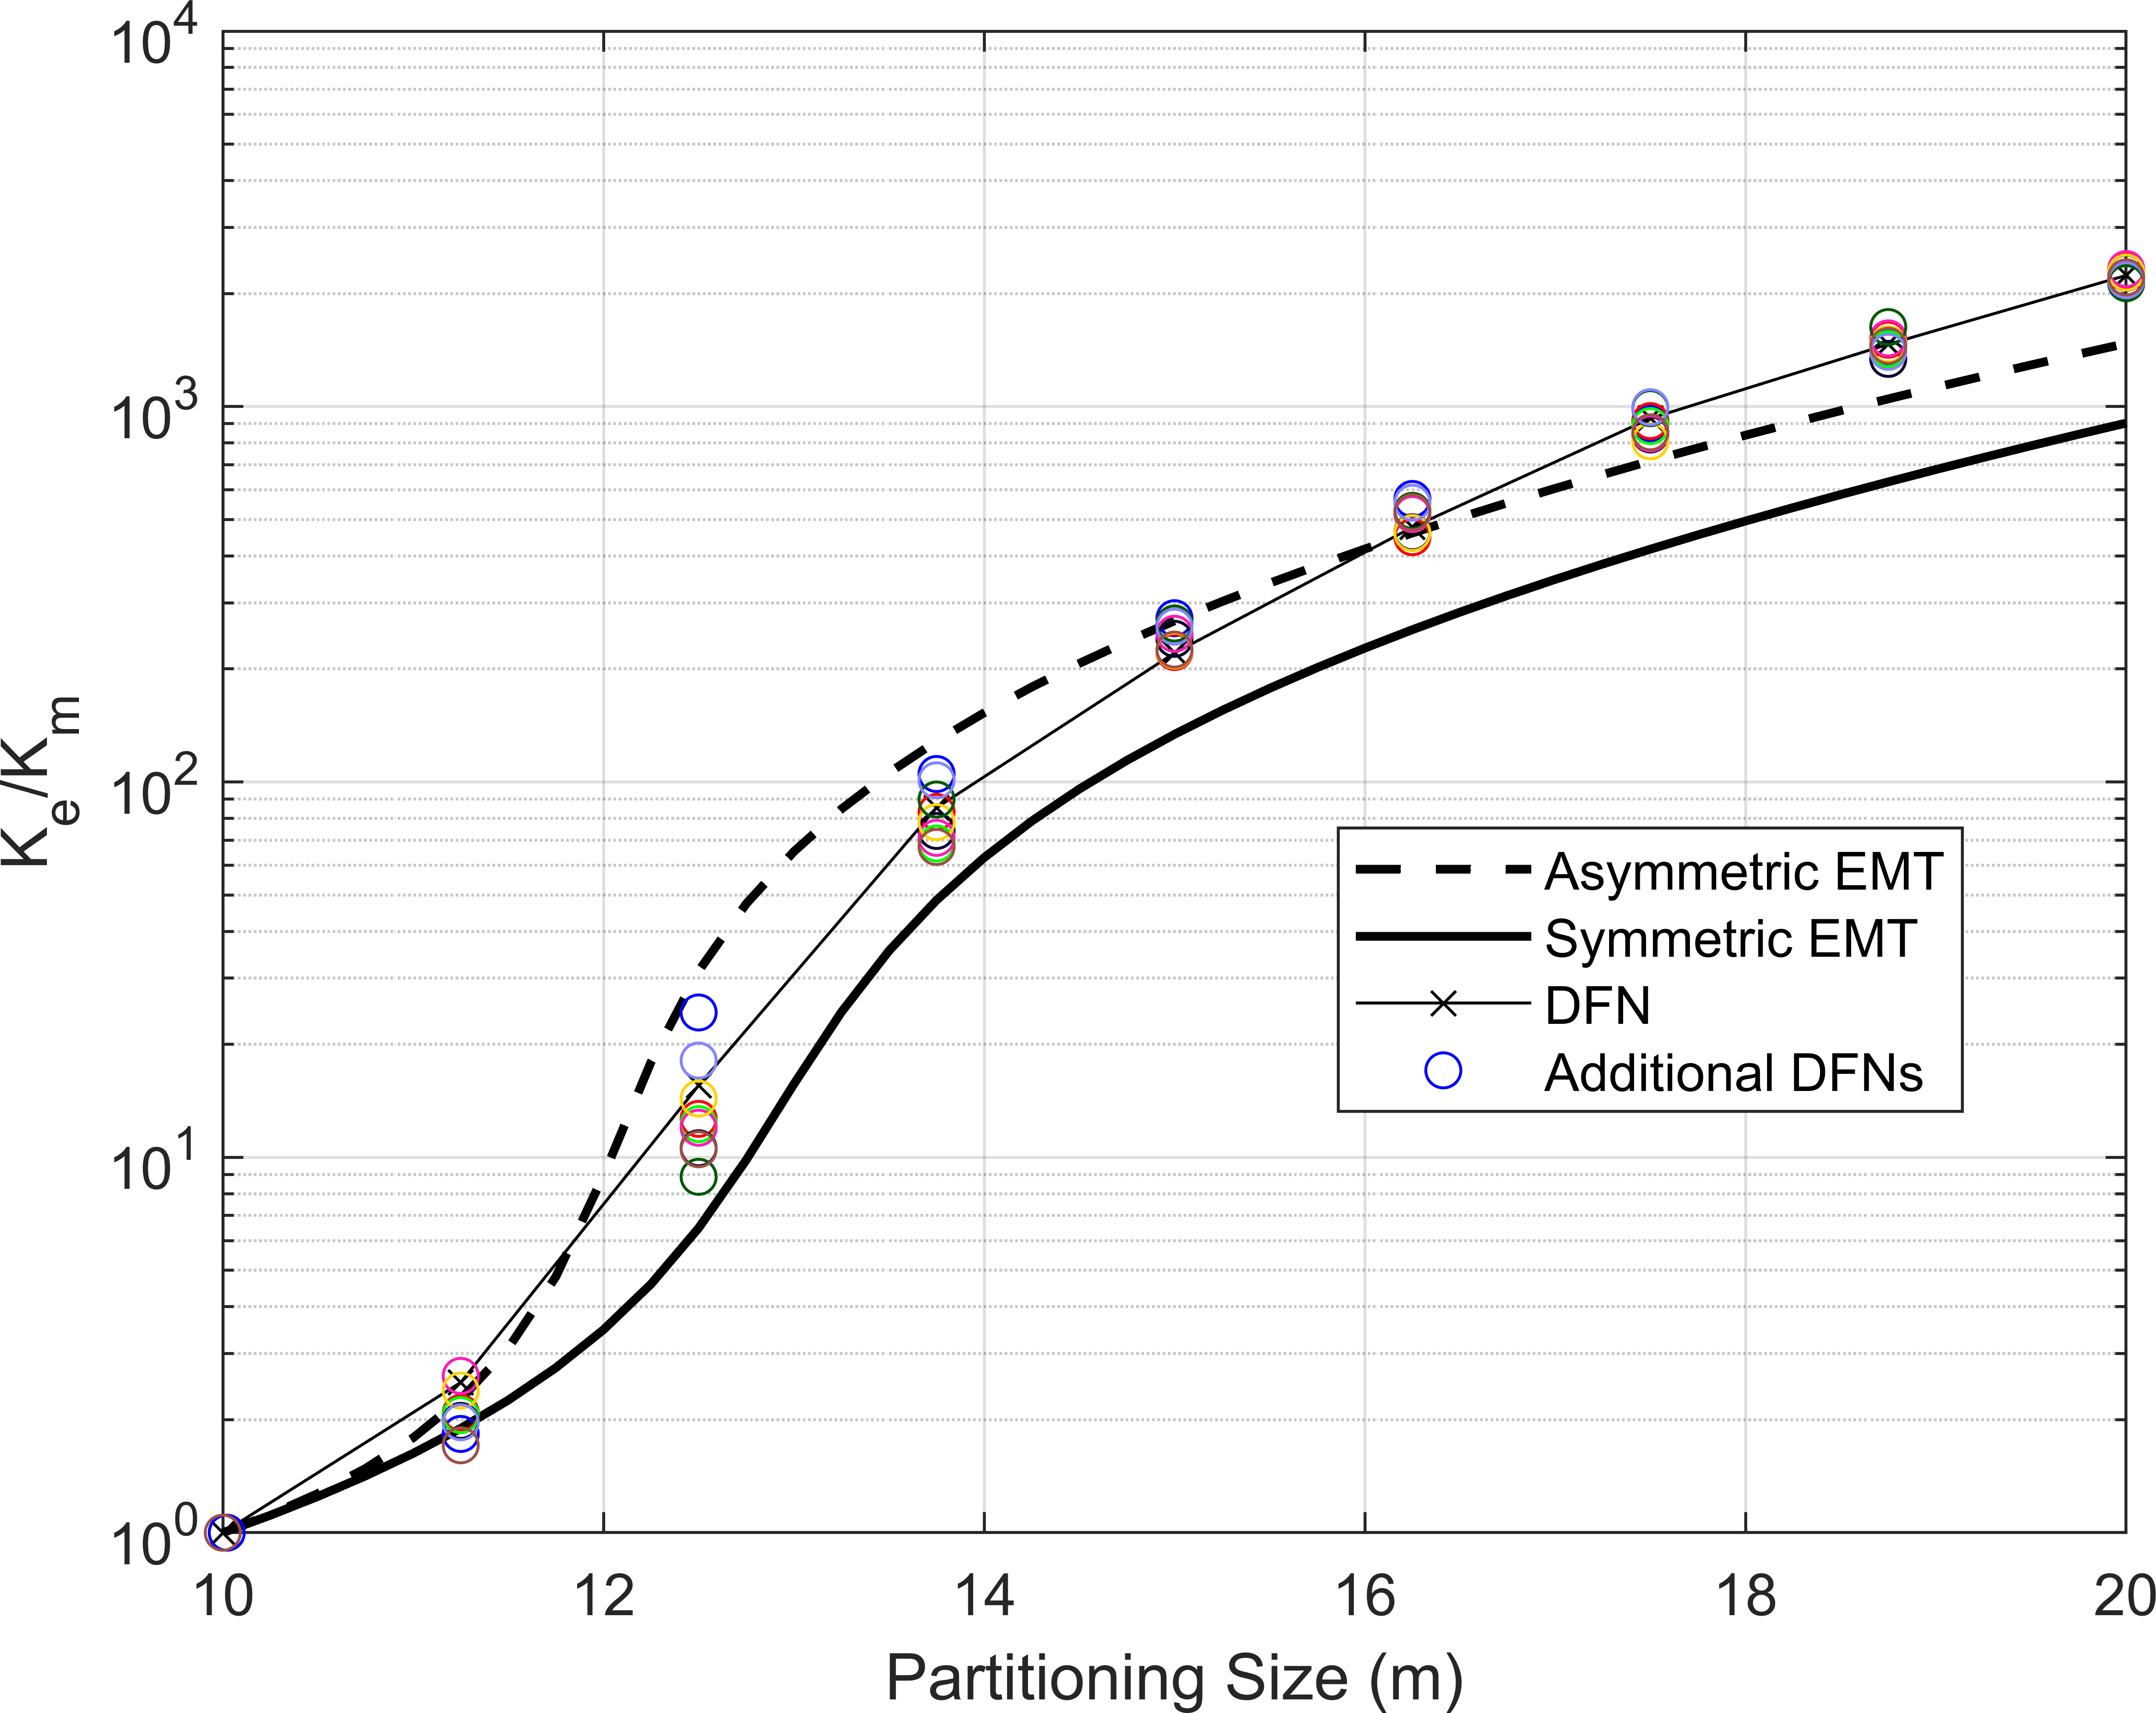 10^4
10^3
10^2
10^1
10^0
K_e/K_m
Asymmetric EMT
Symmetric EMT
DFN
Additional DFNs
10 12 14 16 18 20
Partitioning Size (m)